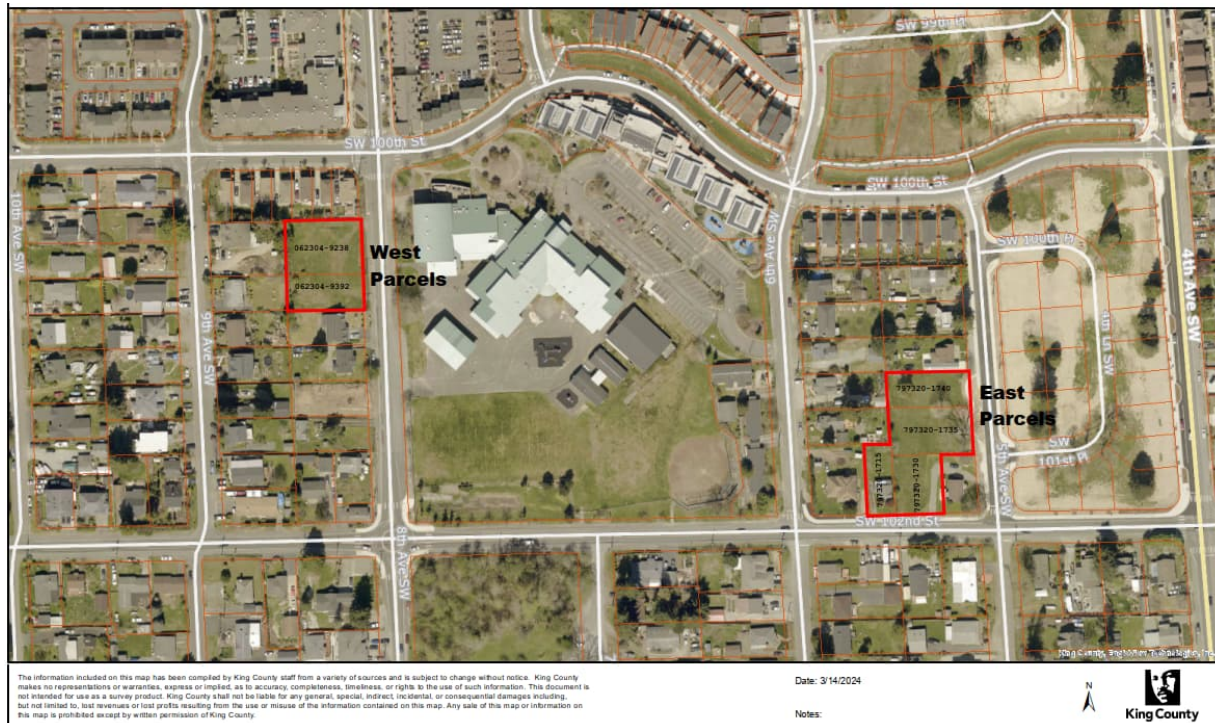 SW 99th Pl
SW 100th St
SW 100th St
10th Ave SW
9th Ave SW
8th Ave SW
6th Ave SW
5th Ave SW
SW 100th Pl
4th Ln SW
4th Ave SW
062304-9238
062304-9392
West
Parcels
797320-1740
797320-1735
797320-1715
797320-1730
East
Parcels
SW
101st Pl
SW 102nd St
The information included on this map has been compiled by King County staff from a variety of sources and is subject to change without notice. King County
makes no representations or warranties, express or implied, as to accuracy, completeness, timeliness, or rights to the use of such information. This document is
not intended for use as a survey product. King County shall not be liable for any general, special, indirect, incidental, or consequential damages including,
but not limited to, lost revenues or lost profits resulting from the use or misuse of the information contained on this map. Any sale of this map or information on
this map is prohibited except by written permission of King County.
Date: 3/14/2024
Notes:
N
King County